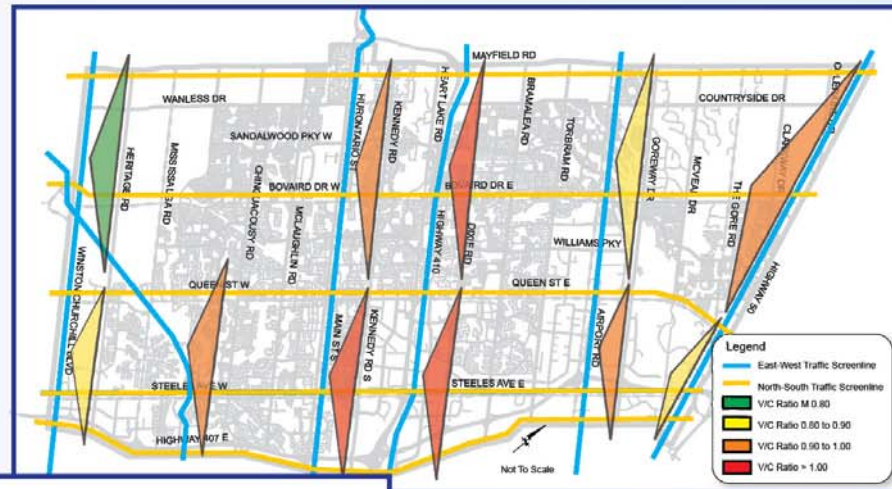 MAYFIELD RD
WANLESS DR
COUNTRYSIDE DR
SANDALWOOD PKY W
HERITAGE RD
MISSISSAUGA RD
CHINGUACOUSY RD
MCLAUGHLIN RD
HURONTARIO ST
KENNEDY RD
HEART LAKE RD
BRAMALEA RD
TORBRAM RD
GOREWAY DR
MCVEAN DR
THE GORE RD
BOVAIRD DR W
BOVAIRD DR E
HIGHWAY 410
DIXIE RD
WILLIAMS PKY
HIGHWAY 50
WINSTON CHURCHILL BLVD
QUEEN ST W
QUEEN ST E
MAIN ST S
KENNEDY RD S
AIRPORT RD
STEELES AVE W
STEELES AVE E
HIGHWAY 407 E
Not To Scale
Legend
East-West Traffic Screenline
North-South Traffic Screenline
V/C Ratio M 0.80
V/C Ratio 0.80 to 0.90
V/C Ratio 0.90 to 1.00
V/C Ratio > 1.00